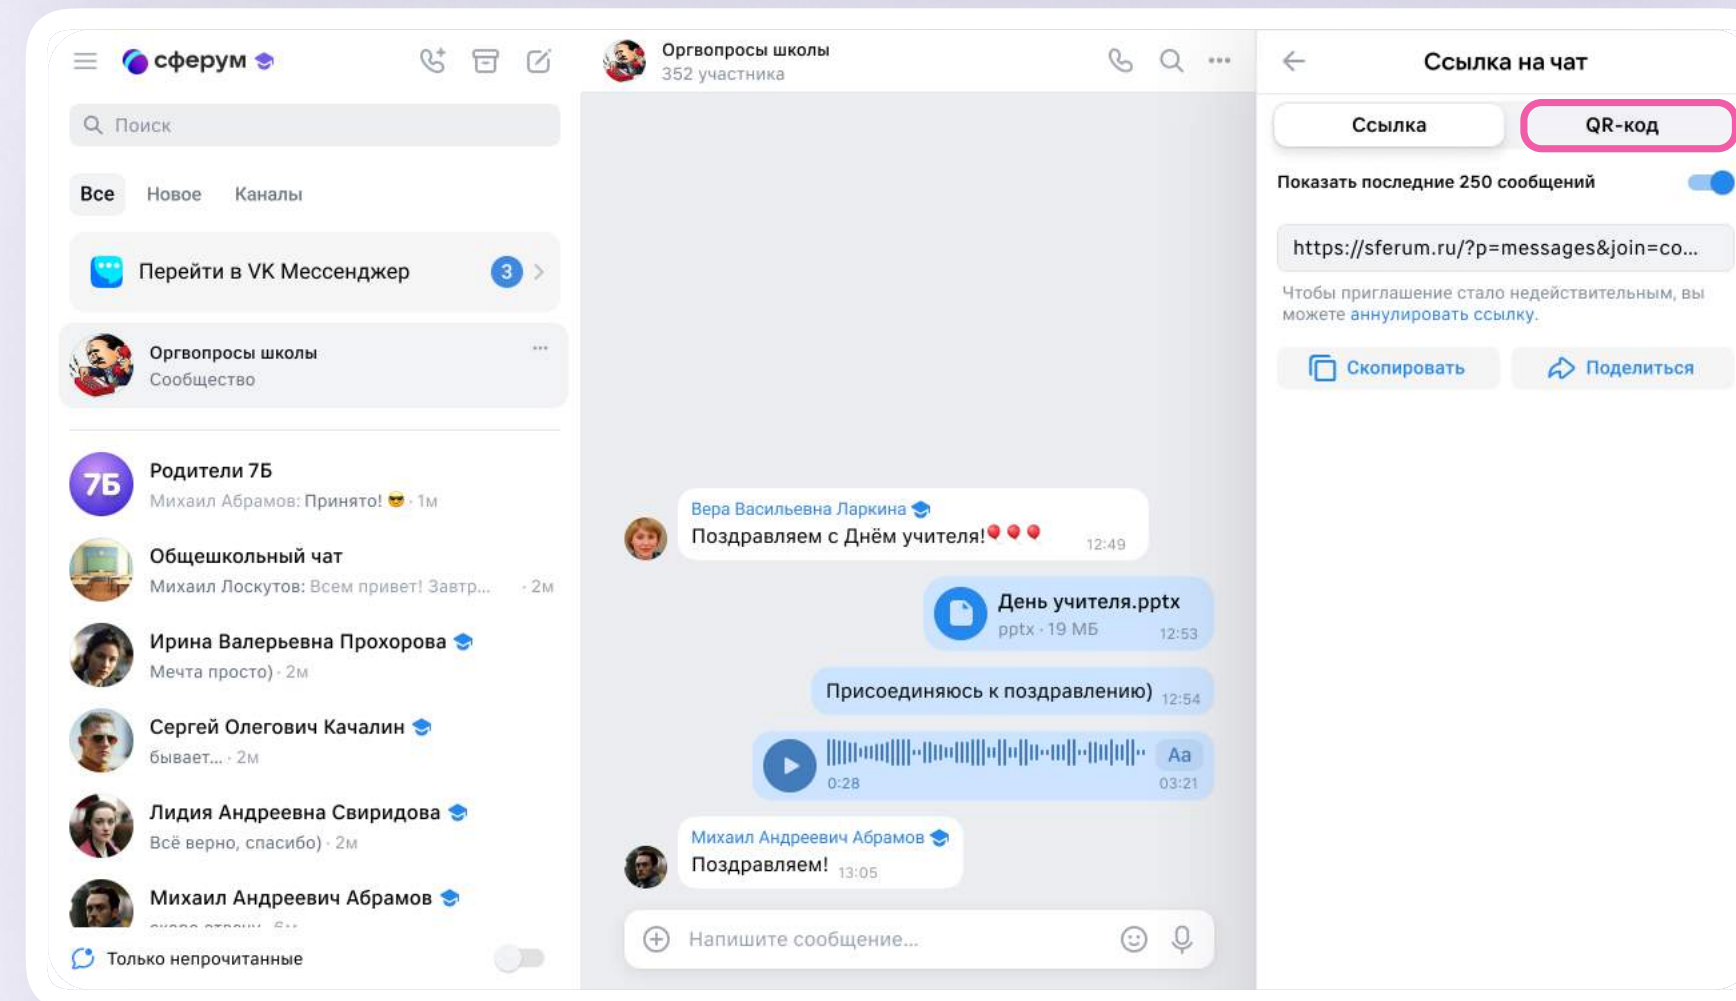 сферум
Поиск
Все Новое Каналы
Перейти в VK Мессенджер 3
Оргвопросы школы
Сообщество
7Б
Родители 7Б
Михаил Абрамов: Принято! 😎 · 1м
Общешкольный чат
Михаил Лоскутов: Всем привет! Завтр... · 2м
Ирина Валерьевна Прохорова
Мечта просто) · 2м
Сергей Олегович Качалин
бывает... · 2м
Лидия Андреевна Свиридова
Всё верно, спасибо) · 2м
Михаил Андреевич Абрамов
Только непрочитанные
Оргвопросы школы
352 участника
Вера Васильевна Ларкина
Поздравляем с Днём учителя!🎈🎈🎈 12:49
День учителя.pptx
pptx · 19 МБ 12:53
Присоединяюсь к поздравлению) 12:54
Aa
0:28 03:21
Михаил Андреевич Абрамов
Поздравляем! 13:05
Напишите сообщение...
Ссылка на чат
Ссылка QR-код
Показать последние 250 сообщений
https://sferum.ru/?p=messages&join=co...
Чтобы приглашение стало недействительным, вы
можете аннулировать ссылку.
Скопировать Поделиться